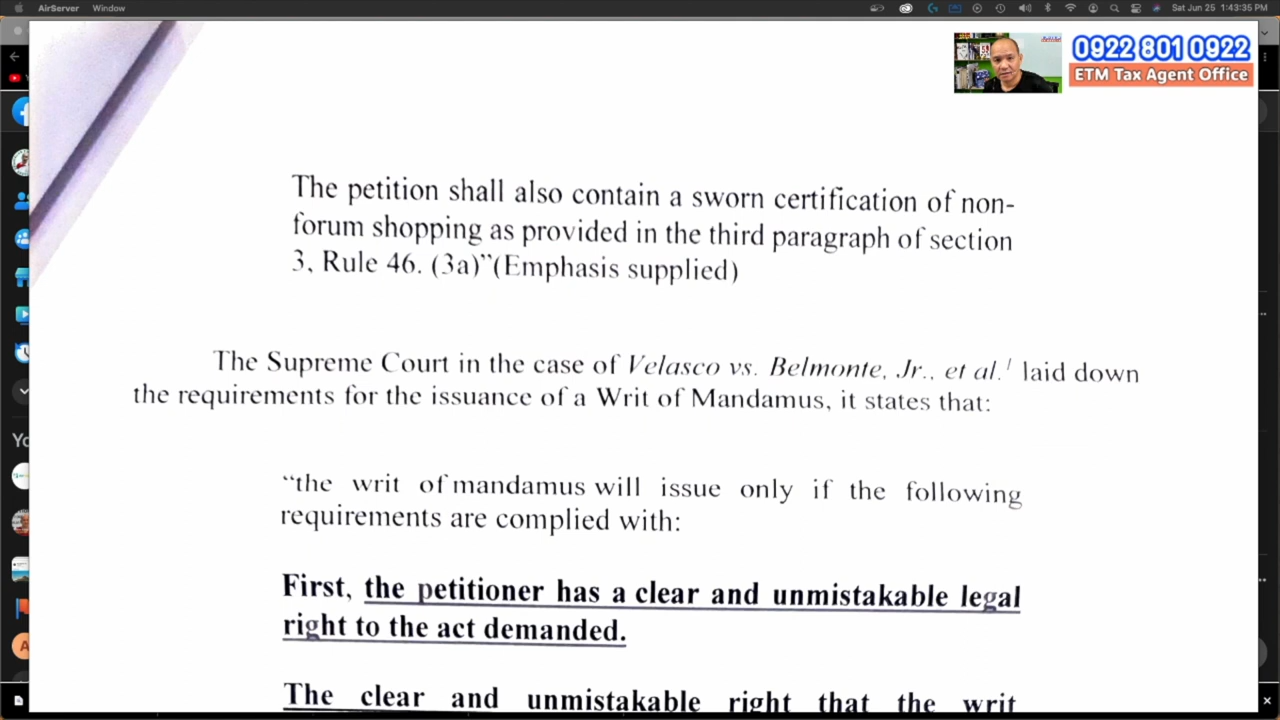 AirServer Window
Sat Jun 25 1:43:35 PM
0922 801 0922
ETM Tax Agent Office
The petition shall also contain a sworn certification of non-
forum shopping as provided in the third paragraph of section
3, Rule 46. (3a)”(Emphasis supplied)
The Supreme Court in the case of Velasco vs. Belmonte, Jr., et al.¹ laid down
the requirements for the issuance of a Writ of Mandamus, it states that:
“the writ of mandamus will issue only if the following
requirements are complied with:
First, the petitioner has a clear and unmistakable legal
right to the act demanded.
The clear and unmistakable right that the writ
Yo
A